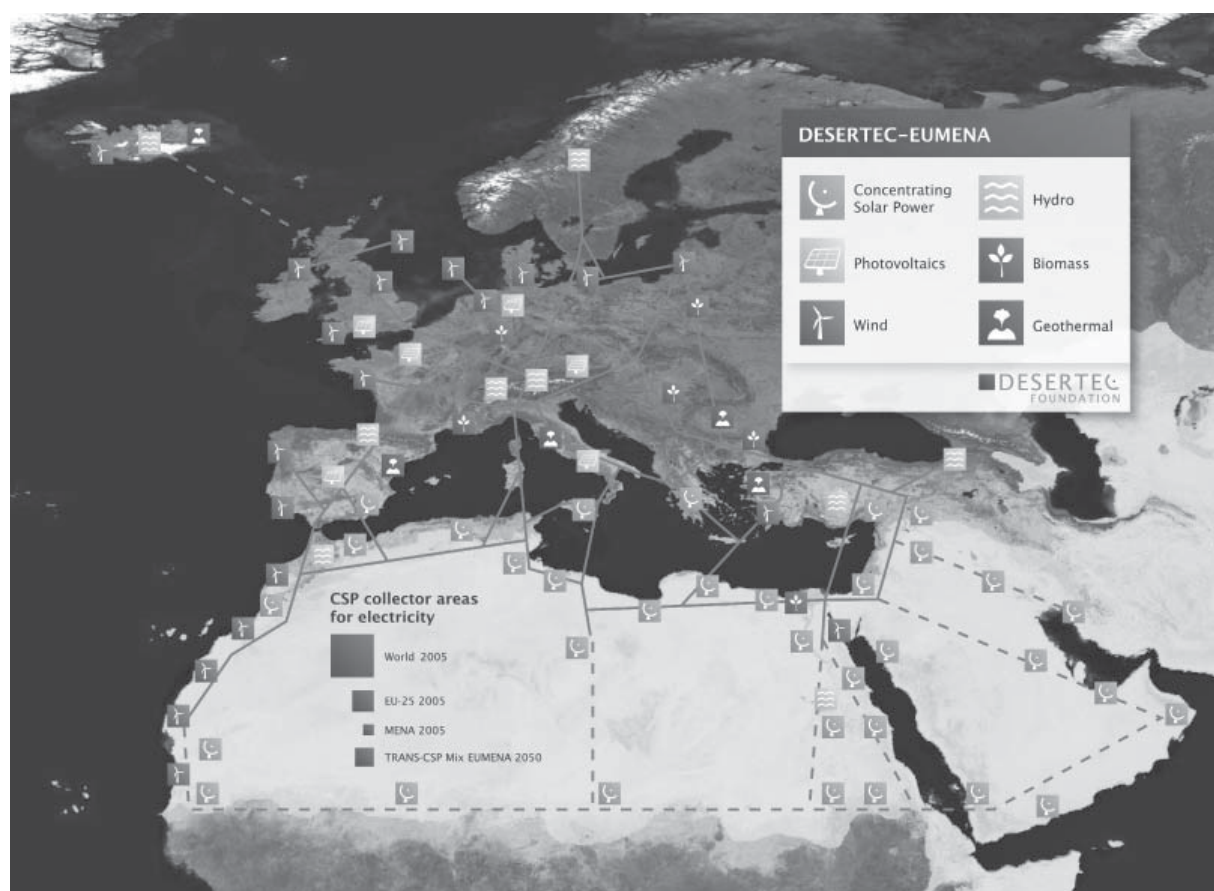 DESERTEC-EUMENA
Concentrating
Solar Power
Hydro
Photovoltaics
Biomass
Wind
Geothermal
DESERTEC
FOUNDATION
CSP collector areas
for electricity
World 2005
EU-25 2005
MENA 2005
TRANS-CSP Mix EUMENA 2050